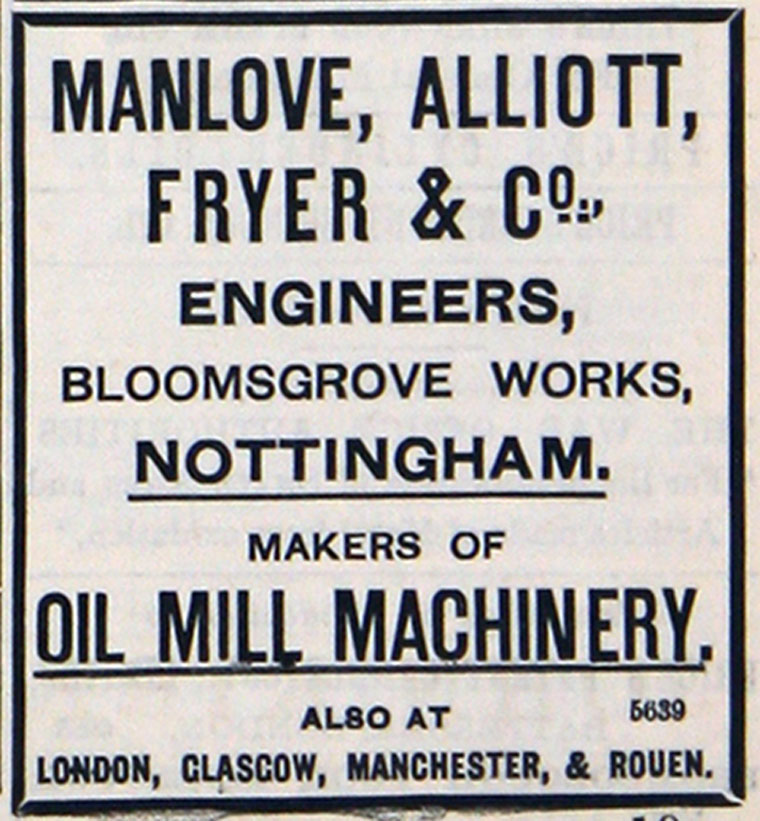 MANLOVE, ALLIOTT,
FRYER & Co.,
ENGINEERS,
BLOOMSGROVE WORKS,
NOTTINGHAM.
MAKERS OF
OIL MILL MACHINERY.
ALSO AT 5639
LONDON, GLASGOW, MANCHESTER, & ROUEN.